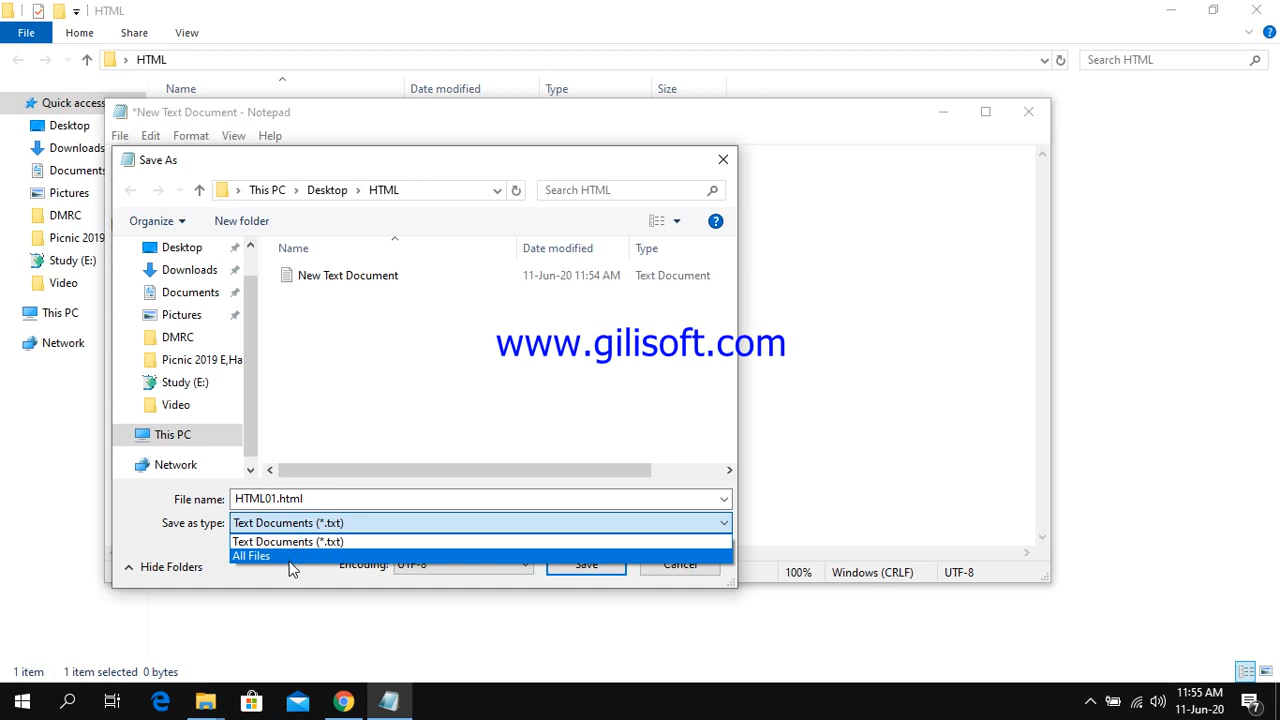 HTML
File Home Share View
HTML
Search HTML
Name Date modified Type Size
Quick access
Desktop
Downloads
Documents
Pictures
DMRC
Picnic 2019
Study (E:)
Video
This PC
Network
*New Text Document - Notepad
File Edit Format View Help
Save As
This PC Desktop HTML
Search HTML
Organize New folder
Name Date modified Type
New Text Document 11-Jun-20 11:54 AM Text Document
Desktop
Downloads
Documents
Pictures
DMRC
Picnic 2019 E,Ha
Study (E:)
Video
This PC
Network
www.gilisoft.com
File name: HTML01.html
Save as type: Text Documents (*.txt)
Text Documents (*.txt)
All Files
Hide Folders Encoding: UTF-8 Save Cancel
100% Windows (CRLF) UTF-8
1 item 1 item selected 0 bytes
11:55 AM
11-Jun-20
7